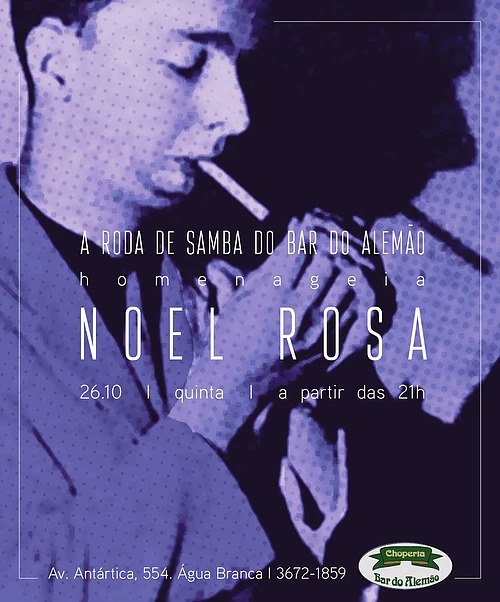 A RODA DE SAMBA DO BAR DO ALEMÃO
homenageia
NOEL ROSA
26.10 | quinta | a partir das 21h
Av. Antártica, 554. Água Branca | 3672-1859
Choperia
Bar do Alemão